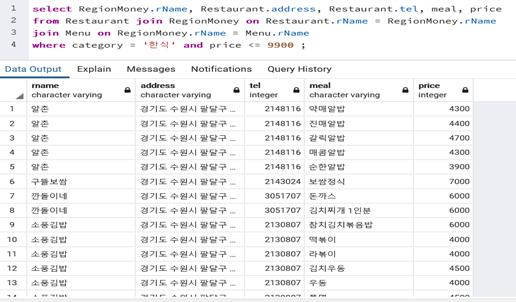 1 select RegionMoney.rName, Restaurant.address, Restaurant.tel, meal, price
2 from Restaurant join RegionMoney on Restaurant.rName = RegionMoney.rName
3 join Menu on RegionMoney.rName = Menu.rName
4 where category = '한식' and price <= 9900 ;
Data Output Explain Messages Notifications Query History
rname address tel meal price
character varying character varying integer character varying integer
1 알촌 경기도 수원시 팔달구 ... 2148116 약매알밥 4300
2 알촌 경기도 수원시 팔달구 ... 2148116 진매알밥 4400
3 알촌 경기도 수원시 팔달구 ... 2148116 갈릭알밥 4700
4 알촌 경기도 수원시 팔달구 ... 2148116 매콤알밥 4300
5 알촌 경기도 수원시 팔달구 ... 2148116 순한알밥 3900
6 구뜰보쌈 경기도 수원시 팔달구 ... 2143024 보쌈정식 7000
7 깐돌이네 경기도 수원시 팔달구 ... 3051707 돈까스 6000
8 깐돌이네 경기도 수원시 팔달구 ... 3051707 김치찌개 1인분 6000
9 소풍김밥 경기도 수원시 팔달구 ... 2130807 참치김치볶음밥 6000
10 소풍김밥 경기도 수원시 팔달구 ... 2130807 떡볶이 4000
11 소풍김밥 경기도 수원시 팔달구 ... 2130807 라볶이 4000
12 소풍김밥 경기도 수원시 팔달구 ... 2130807 김치우동 4500
13 소풍김밥 경기도 수원시 팔달구 ... 2130807 우동 4000